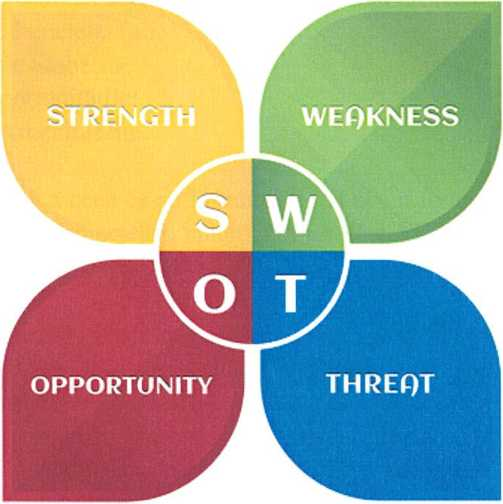 STRENGTH
WEAKNESS
S W
O T
OPPORTUNITY
THREAT